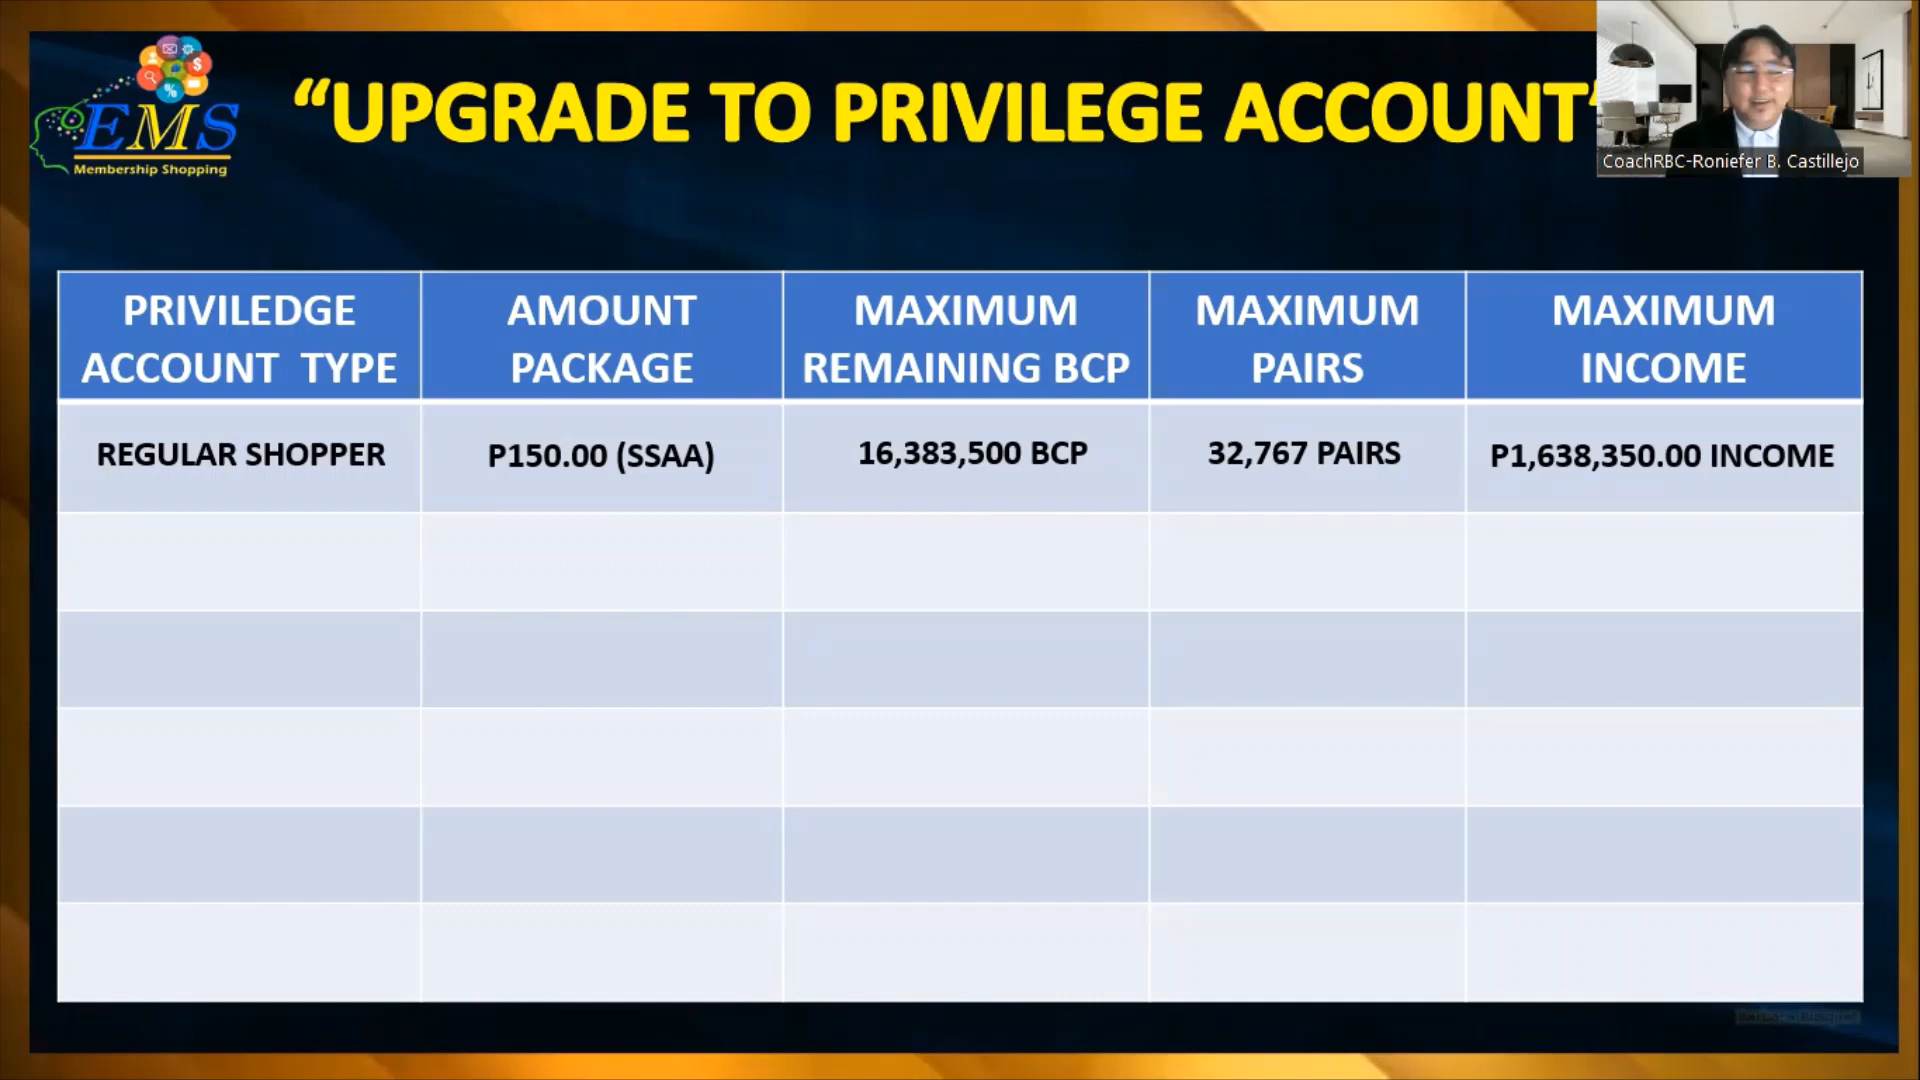 EMS
Membership Shopping
“UPGRADE TO PRIVILEGE ACCOUNT”
CoachRBC-Roniefer B. Castillejo
PRIVILEDGE ACCOUNT TYPE
AMOUNT PACKAGE
MAXIMUM REMAINING BCP
MAXIMUM PAIRS
MAXIMUM INCOME
REGULAR SHOPPER
P150.00 (SSAA)
16,383,500 BCP
32,767 PAIRS
P1,638,350.00 INCOME